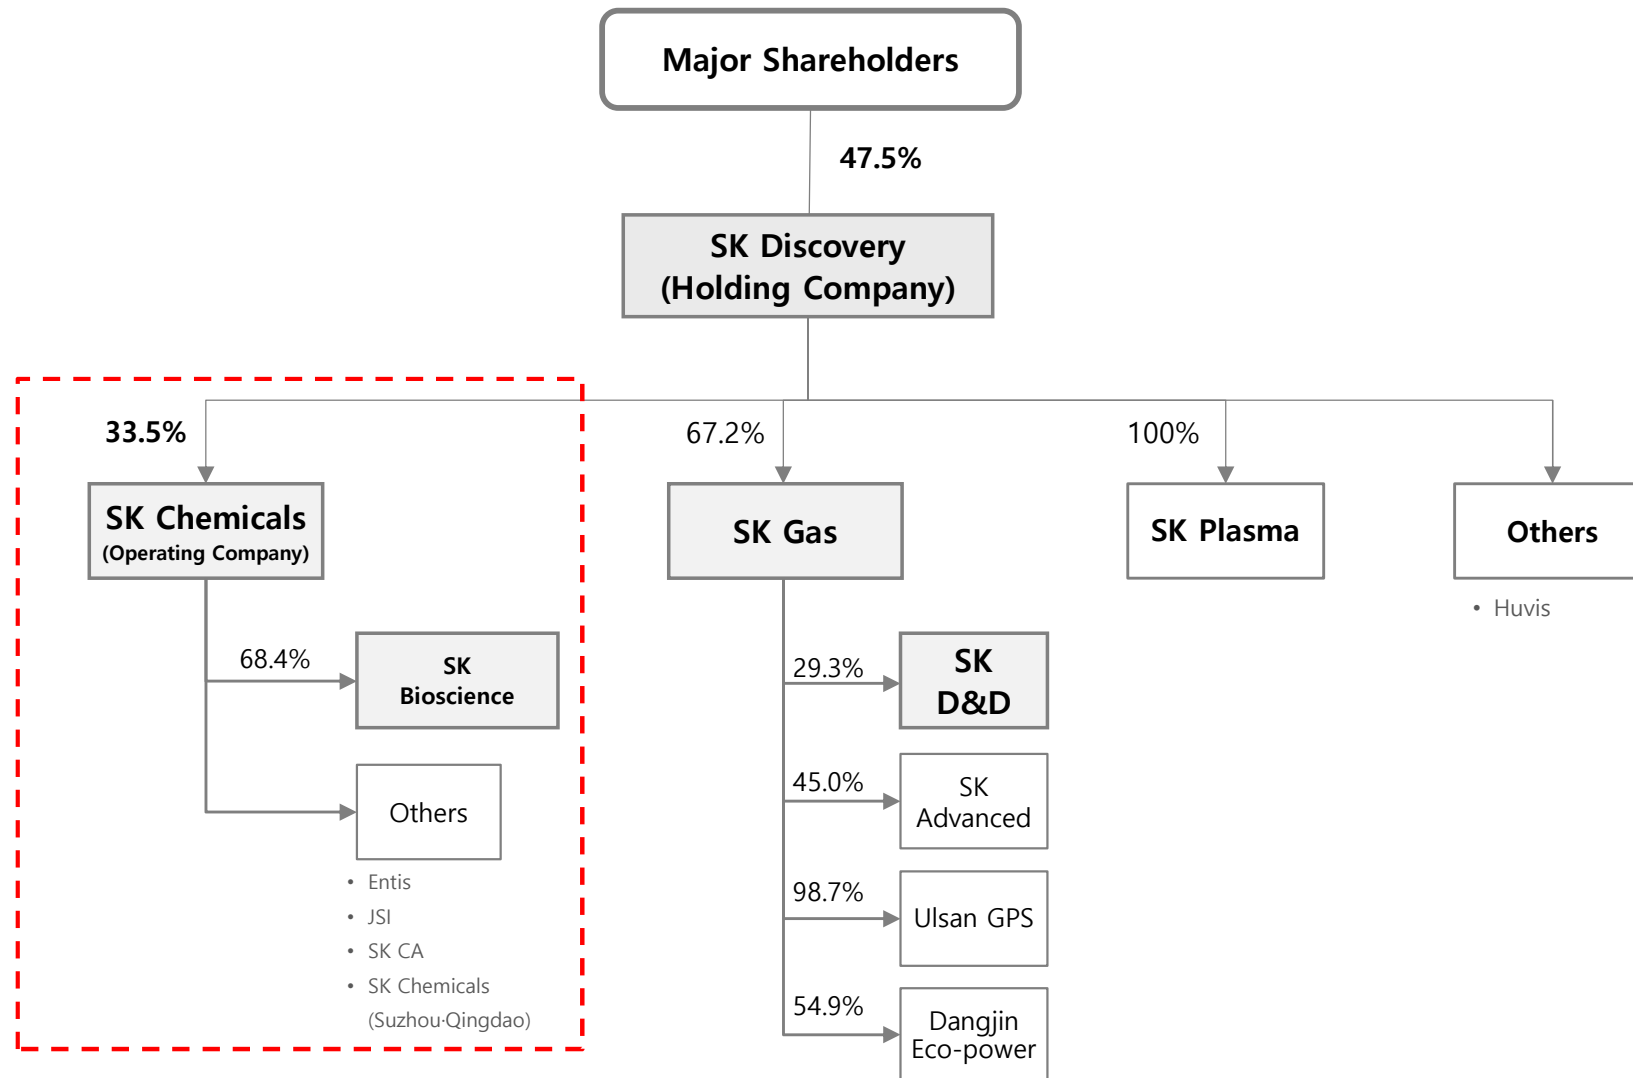 Major Shareholders
47.5%
SK Discovery
(Holding Company)
33.5%
67.2%
100%
SK Chemicals
(Operating Company)
SK Gas
SK Plasma
Others
• Huvis
68.4%
SK
Bioscience
29.3%
SK
D&D
Others
45.0%
SK
Advanced
• Entis
• JSI
• SK CA
• SK Chemicals
(Suzhou·Qingdao)
98.7%
Ulsan GPS
54.9%
Dangjin
Eco-power